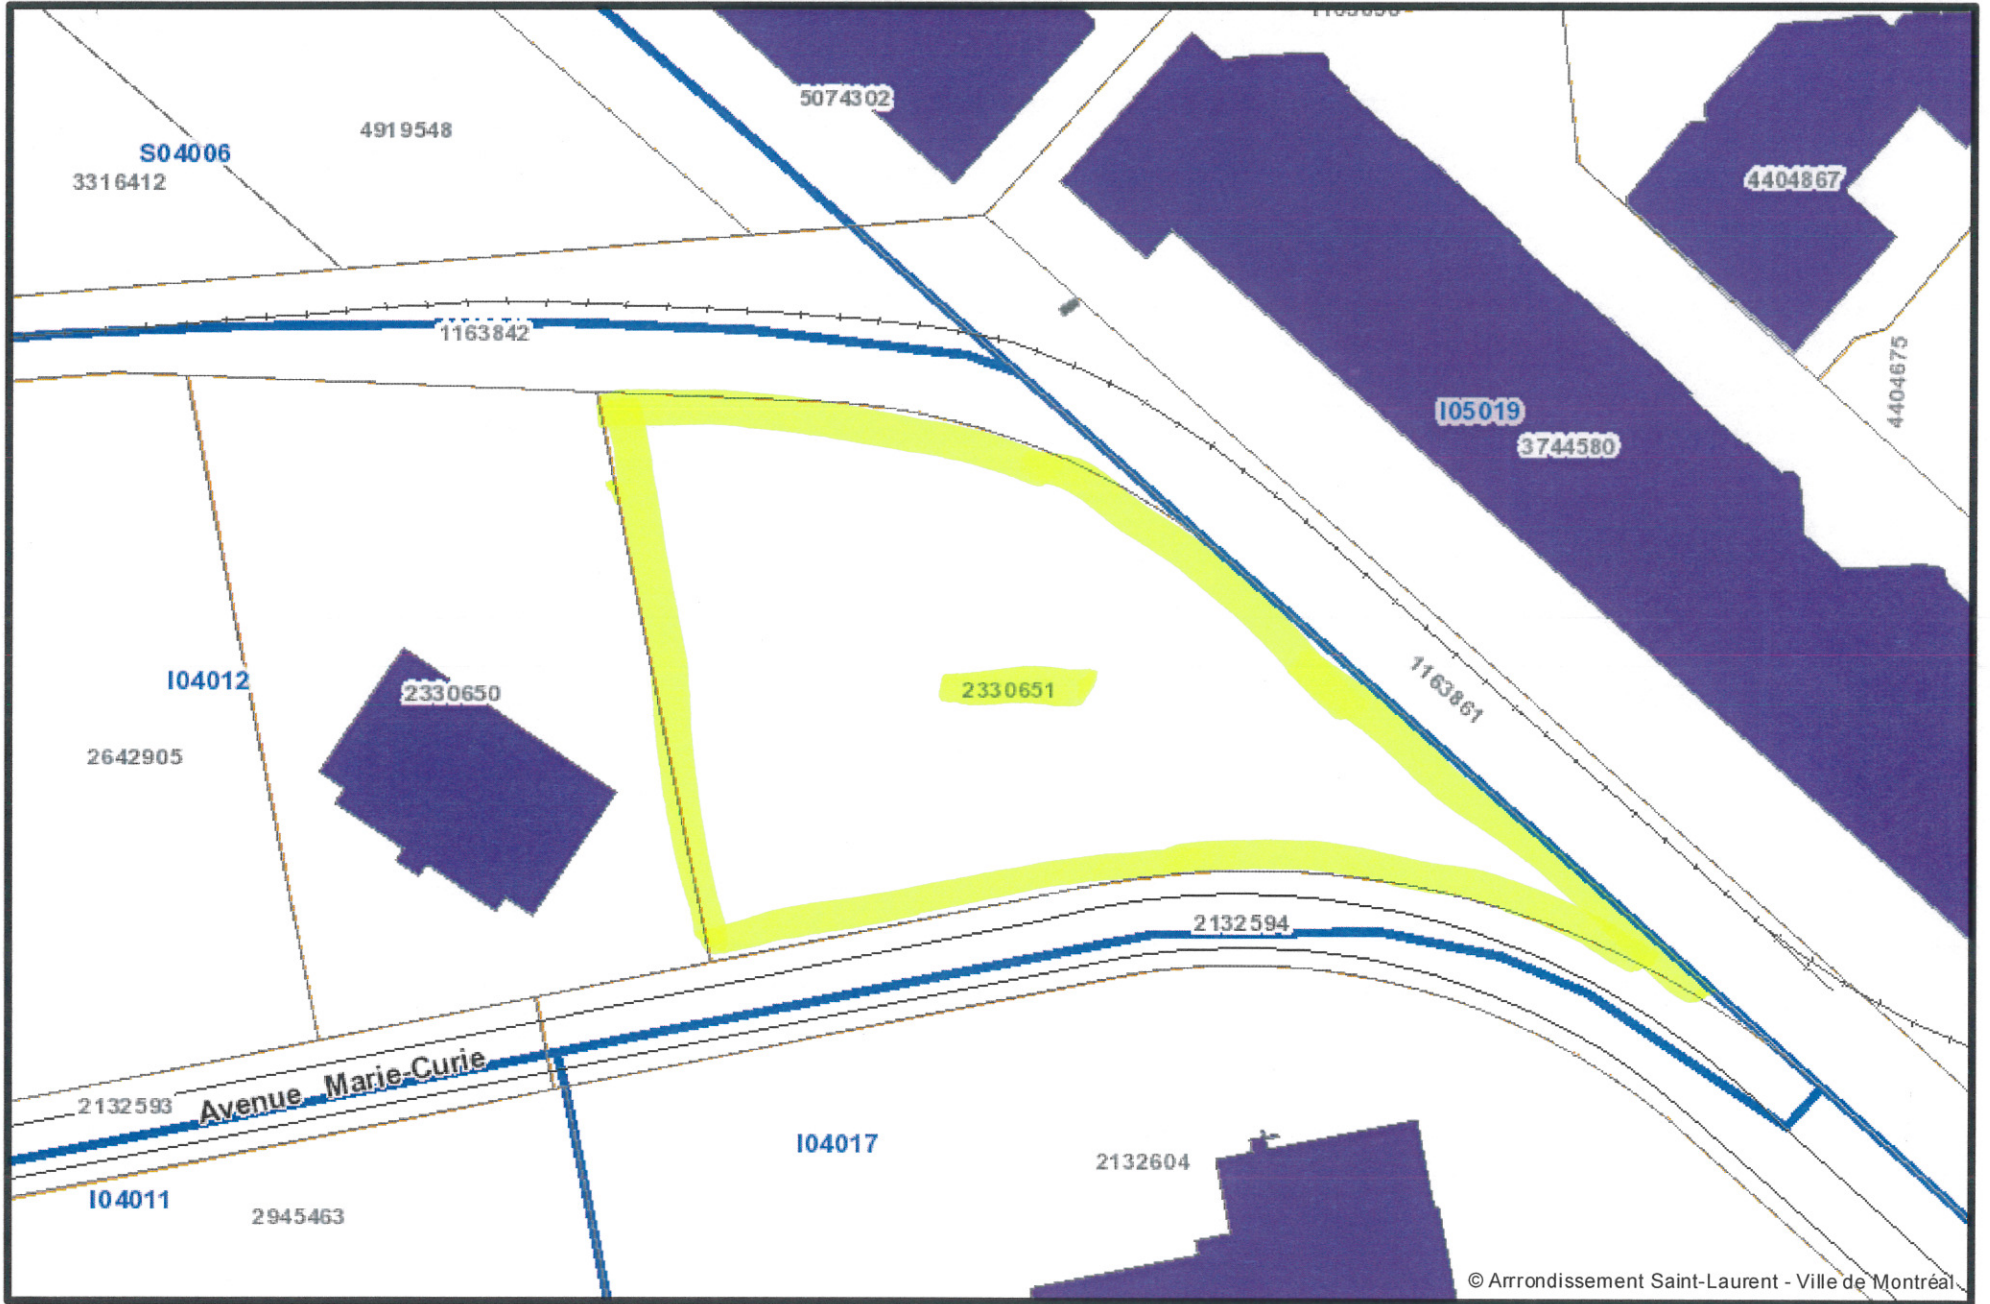 5074302
4919548
S04006
3316412
4404867
1163842
4404675
I05019
3744580
I04012
2330650
2330651
1163861
2642905
2132594
Avenue Marie-Curie
2132593
I04017
2132604
I04011
2945463
© Arrrondissement Saint-Laurent - Ville de Montréal